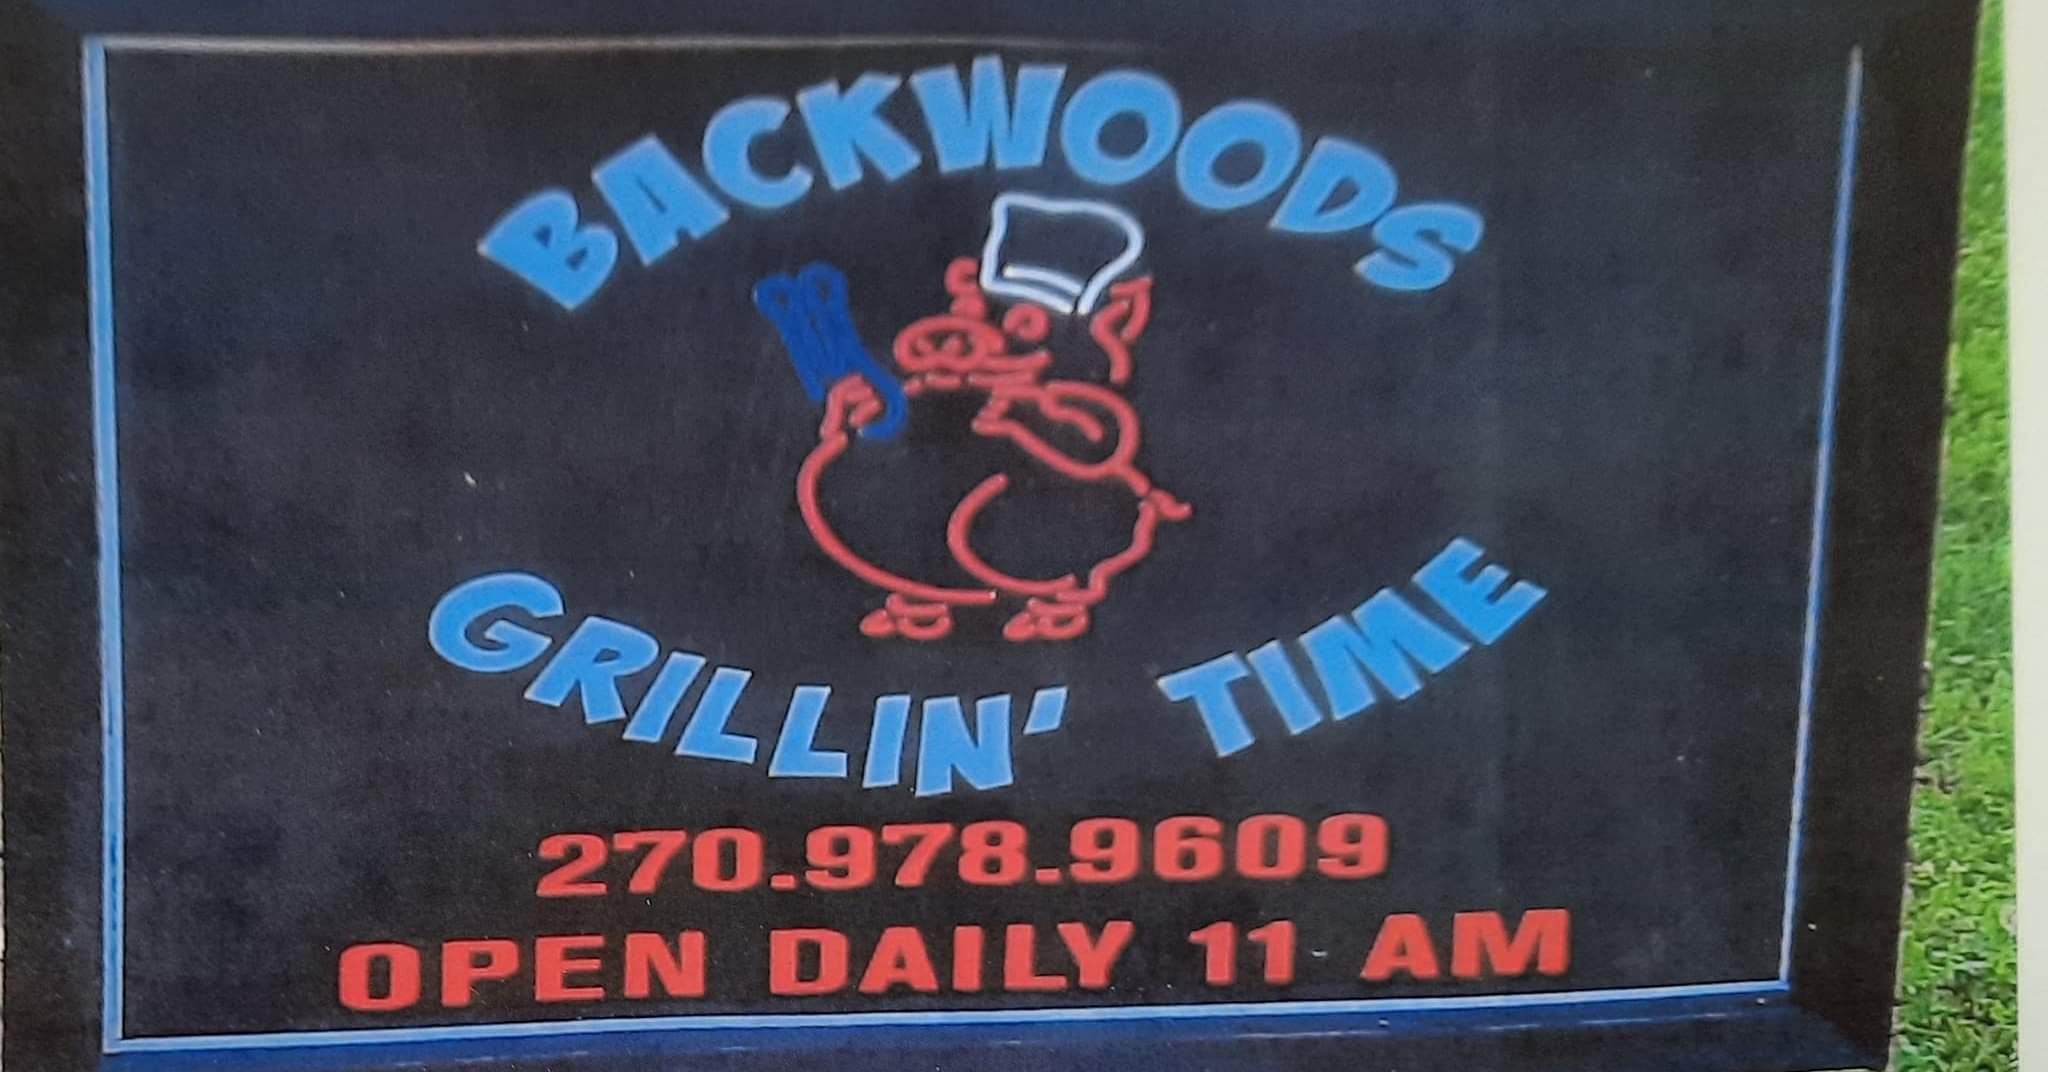 BACKWOODS
GRILLIN' TIME
270.978.9609
OPEN DAILY 11 AM